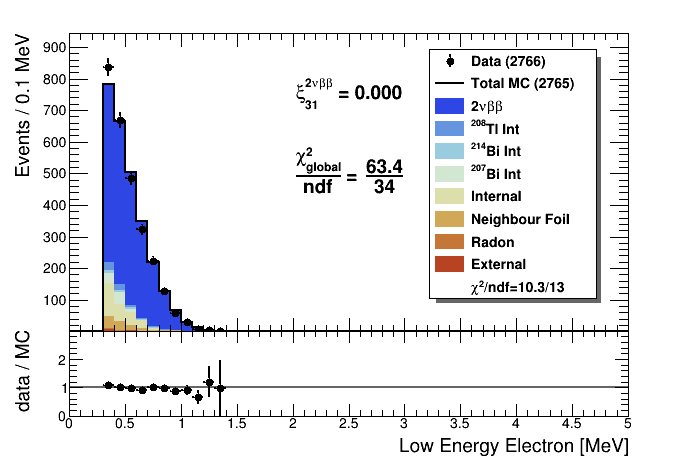 Events / 0.1 MeV
900
800
700
600
500
400
300
200
100
ξ₃₁^2νββ = 0.000
χ²_global / ndf = 63.4 / 34
Data (2766)
Total MC (2765)
2νββ
²⁰⁸Tl Int
²¹⁴Bi Int
²⁰⁷Bi Int
Internal
Neighbour Foil
Radon
External
χ²/ndf=10.3/13
data / MC
2
1
0
0 0.5 1 1.5 2 2.5 3 3.5 4 4.5 5
Low Energy Electron [MeV]